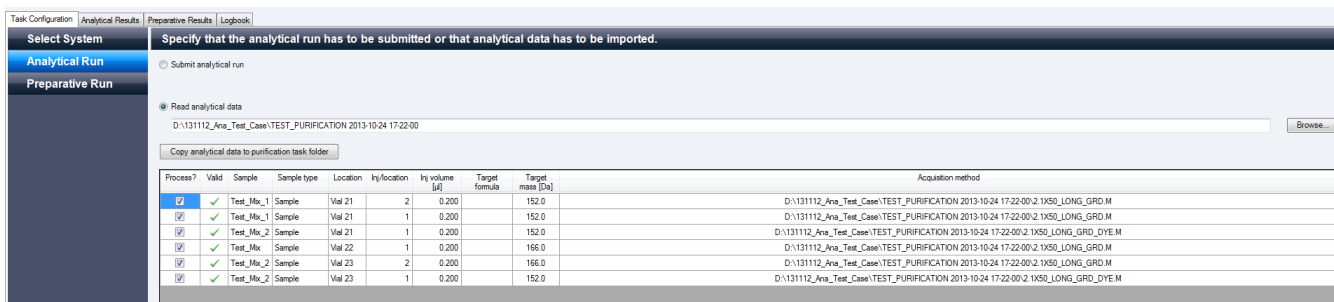 Task Configuration Analytical Results Preparative Results Logbook
Select System
Specify that the analytical run has to be submitted or that analytical data has to be imported.
Analytical Run
Submit analytical run
Preparative Run
Read analytical data
D:\131112_Ana_Test_Case\TEST_PURIFICATION 2013-10-24 17-22-00
Browse...
Copy analytical data to purification task folder
Process? Valid Sample Sample type Location Inj/location Inj volume [µl] Target formula Target mass [Da] Acquisition method
Test_Mix_1 Sample Vial 21 2 0.200 152.0 D:\131112_Ana_Test_Case\TEST_PURIFICATION 2013-10-24 17-22-00\2.1X50_LONG_GRD.M
Test_Mix_1 Sample Vial 21 1 0.200 152.0 D:\131112_Ana_Test_Case\TEST_PURIFICATION 2013-10-24 17-22-00\2.1X50_LONG_GRD.M
Test_Mix_2 Sample Vial 21 1 0.200 152.0 D:\131112_Ana_Test_Case\TEST_PURIFICATION 2013-10-24 17-22-00\2.1X50_LONG_GRD_DYE.M
Test_Mix Sample Vial 22 1 0.200 166.0 D:\131112_Ana_Test_Case\TEST_PURIFICATION 2013-10-24 17-22-00\2.1X50_LONG_GRD.M
Test_Mix_2 Sample Vial 23 2 0.200 166.0 D:\131112_Ana_Test_Case\TEST_PURIFICATION 2013-10-24 17-22-00\2.1X50_LONG_GRD.M
Test_Mix_2 Sample Vial 23 1 0.200 152.0 D:\131112_Ana_Test_Case\TEST_PURIFICATION 2013-10-24 17-22-00\2.1X50_LONG_GRD_DYE.M